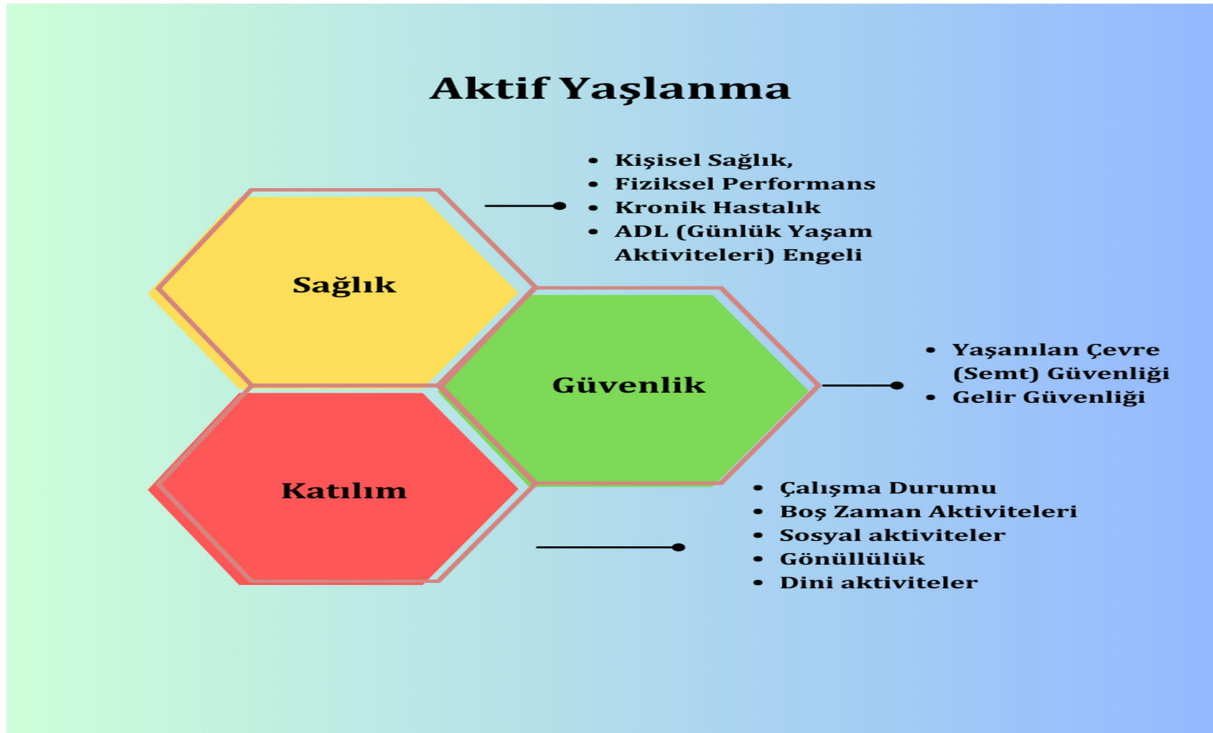 Aktif Yaşlanma
• Kişisel Sağlık,
• Fiziksel Performans
• Kronik Hastalık
• ADL (Günlük Yaşam
Aktiviteleri) Engeli
Sağlık
• Yaşanılan Çevre
(Semt) Güvenliği
• Gelir Güvenliği
Güvenlik
Katılım
• Çalışma Durumu
• Boş Zaman Aktiviteleri
• Sosyal aktiviteler
• Gönüllülük
• Dini aktiviteler